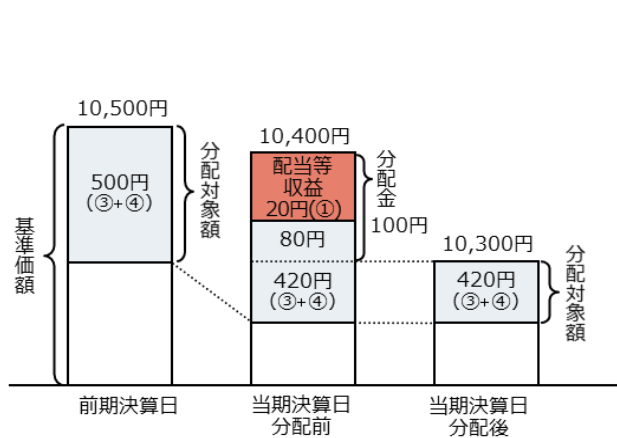 10,500円
500円
(③+④)
分配対象額
基準価額
前期決算日
10,400円
配当等
収益
20円(①)
80円
420円
(③+④)
分配金
100円
当期決算日
分配前
10,300円
420円
(③+④)
分配対象額
当期決算日
分配後